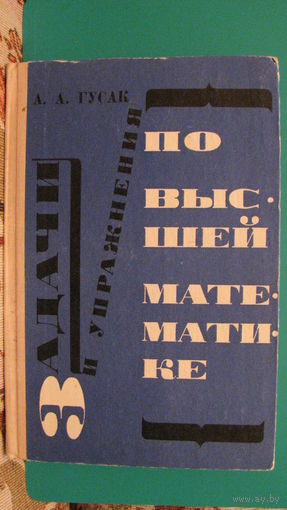 А. А. ГУСАК
ЗАДАЧИ
И УПРАЖНЕНИЯ
ПО
ВЫС·
ШЕЙ
МАТЕ·
МАТИ·
КЕ
www.ay.by